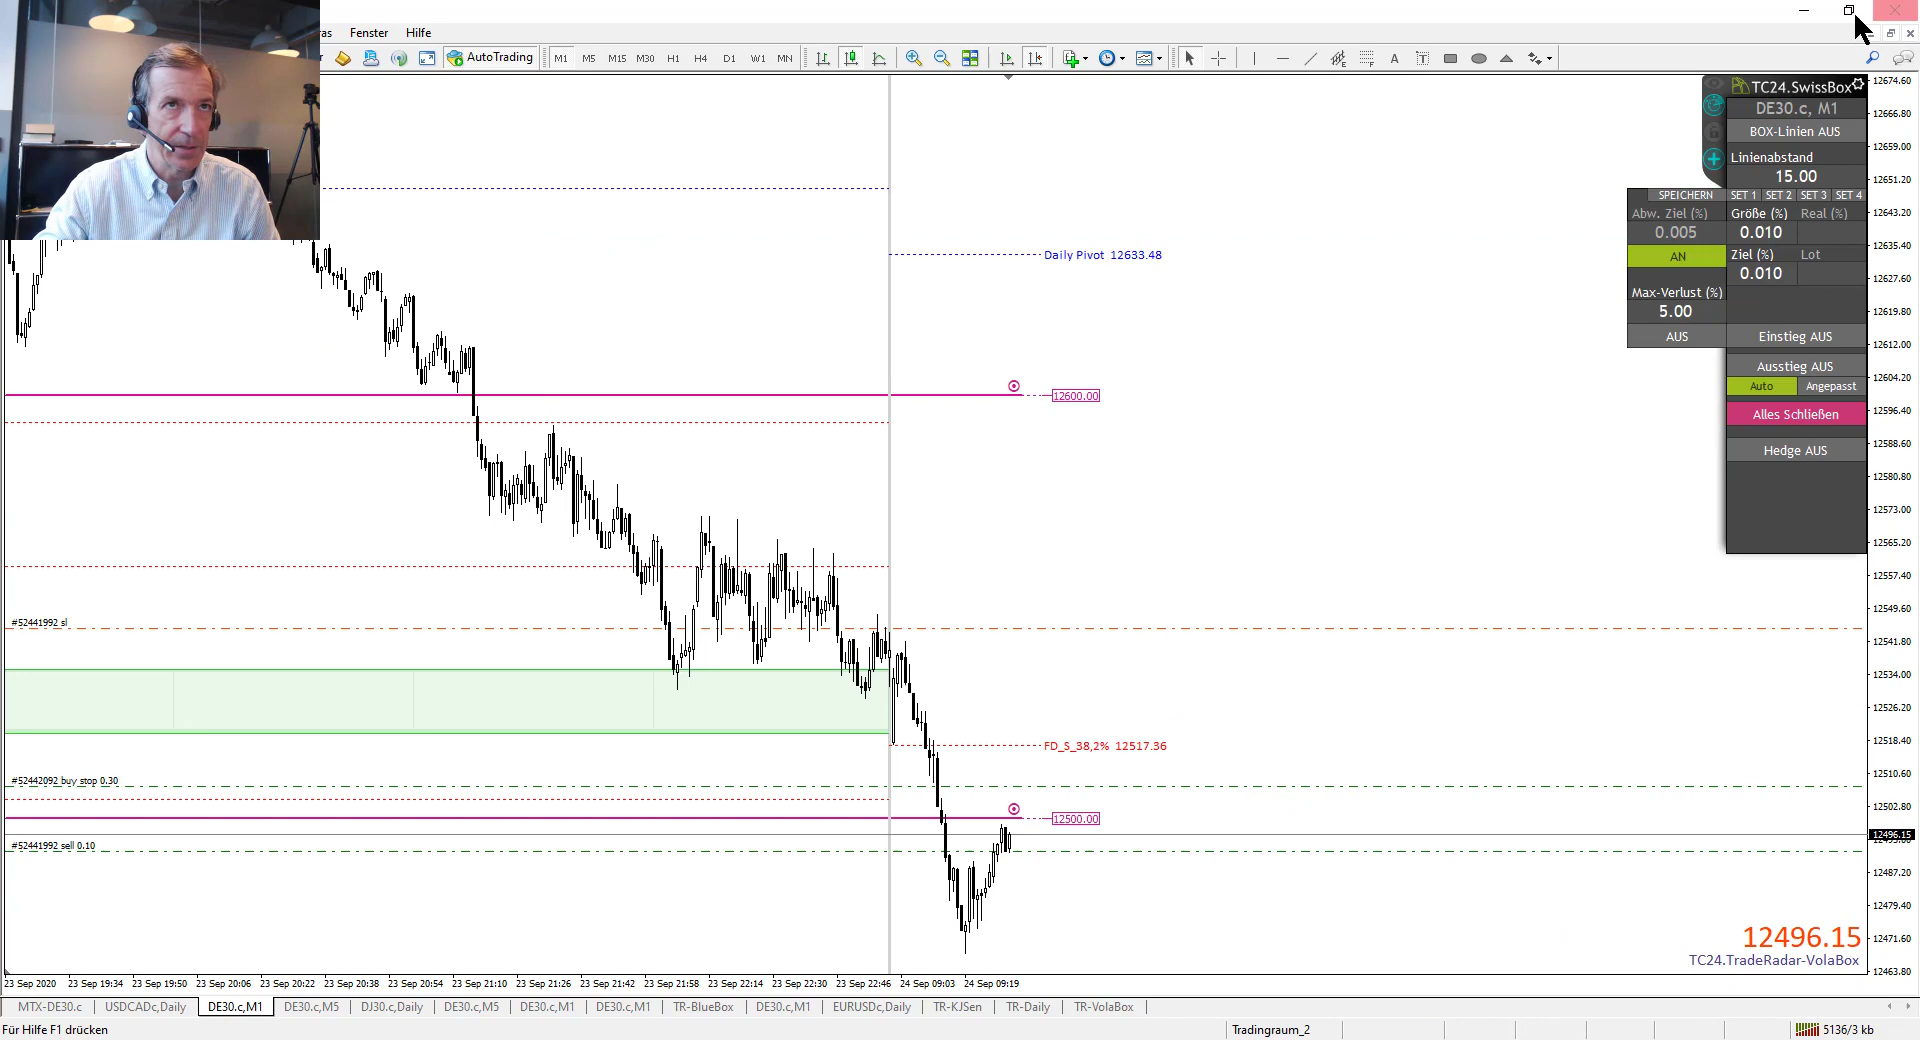 as Fenster Hilfe
AutoTrading M1 M5 M15 M30 H1 H4 D1 W1 MN A T
TC24.SwissBox
DE30.c, M1
BOX-Linien AUS
Linienabstand
15.00
SPEICHERN SET 1 SET 2 SET 3 SET 4
Abw. Ziel (%) Größe (%) Real (%)
0.005 0.010
AN Ziel (%) Lot
0.010
Max-Verlust (%)
5.00
AUS Einstieg AUS
Ausstieg AUS
Auto Angepasst
Alles Schließen
Hedge AUS
Daily Pivot 12633.48
12600.00
#52441992 sl
FD_S_38,2% 12517.36
#52442092 buy stop 0.30
12500.00
#52441992 sell 0.10
12674.60
12666.80
12659.00
12651.20
12643.20
12635.40
12627.60
12619.80
12612.00
12604.20
12596.40
12588.60
12580.80
12573.00
12565.20
12557.40
12549.60
12541.80
12534.00
12526.20
12518.40
12510.60
12502.80
12496.15
12487.20
12479.40
12471.60
12463.80
12496.15
TC24.TradeRadar-VolaBox
23 Sep 2020 23 Sep 19:34 23 Sep 19:50 23 Sep 20:06 23 Sep 20:22 23 Sep 20:38 23 Sep 20:54 23 Sep 21:10 23 Sep 21:26 23 Sep 21:42 23 Sep 21:58 23 Sep 22:14 23 Sep 22:30 23 Sep 22:46 24 Sep 09:03 24 Sep 09:19
MTX-DE30.c USDCADc,Daily DE30.c,M1 DE30.c,M5 DJ30.c,Daily DE30.c,M5 DE30.c,M1 DE30.c,M1 TR-BlueBox DE30.c,M1 EURUSDc,Daily TR-KJSen TR-Daily TR-VolaBox
Für Hilfe F1 drücken Tradingraum_2 5136/3 kb